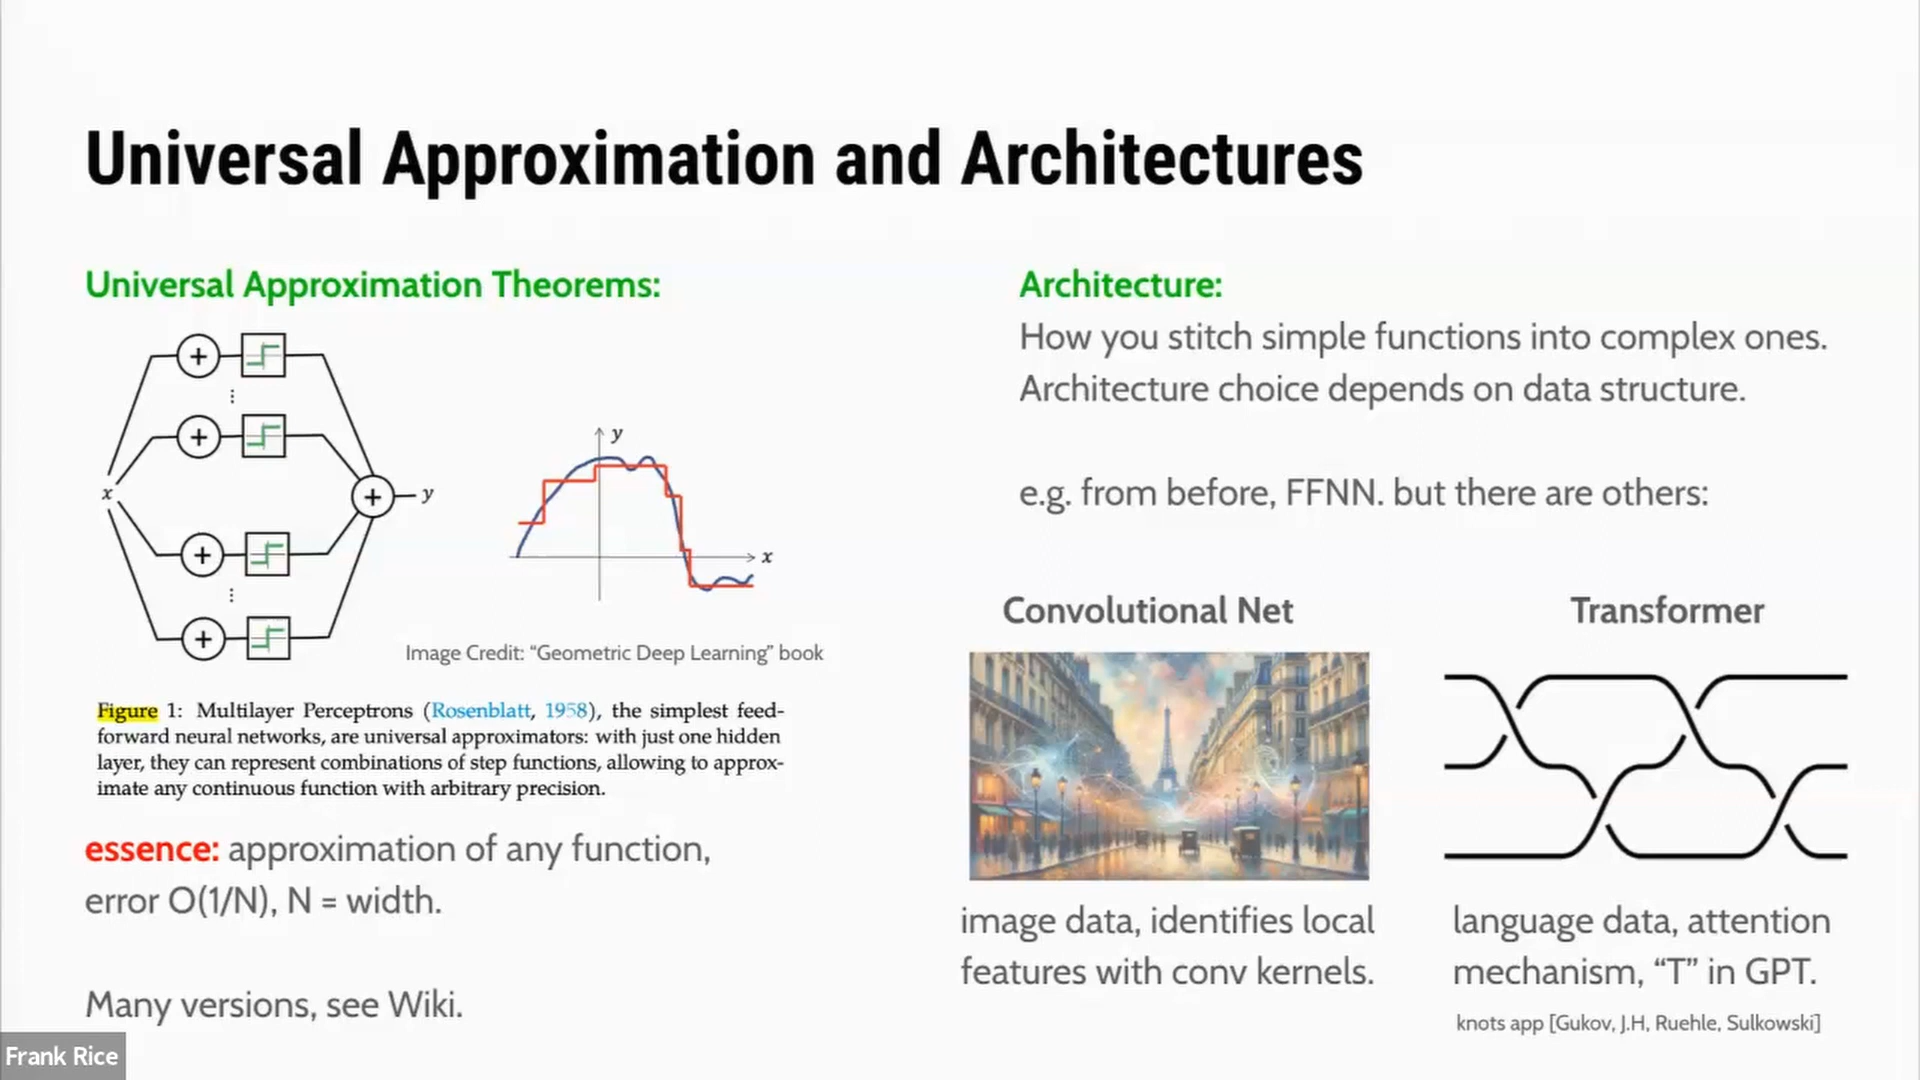 Universal Approximation and Architectures
Universal Approximation Theorems:
+
+
x
+
y
+
+
y
x
Image Credit: “Geometric Deep Learning” book
Figure 1: Multilayer Perceptrons (Rosenblatt, 1958), the simplest feed-
forward neural networks, are universal approximators: with just one hidden
layer, they can represent combinations of step functions, allowing to approx-
imate any continuous function with arbitrary precision.
essence: approximation of any function,
error O(1/N), N = width.
Many versions, see Wiki.
Architecture:
How you stitch simple functions into complex ones.
Architecture choice depends on data structure.
e.g. from before, FFNN. but there are others:
Convolutional Net
image data, identifies local
features with conv kernels.
Transformer
language data, attention
mechanism, “T” in GPT.
knots app [Gukov, J.H, Ruehle, Sulkowski]
Frank Rice